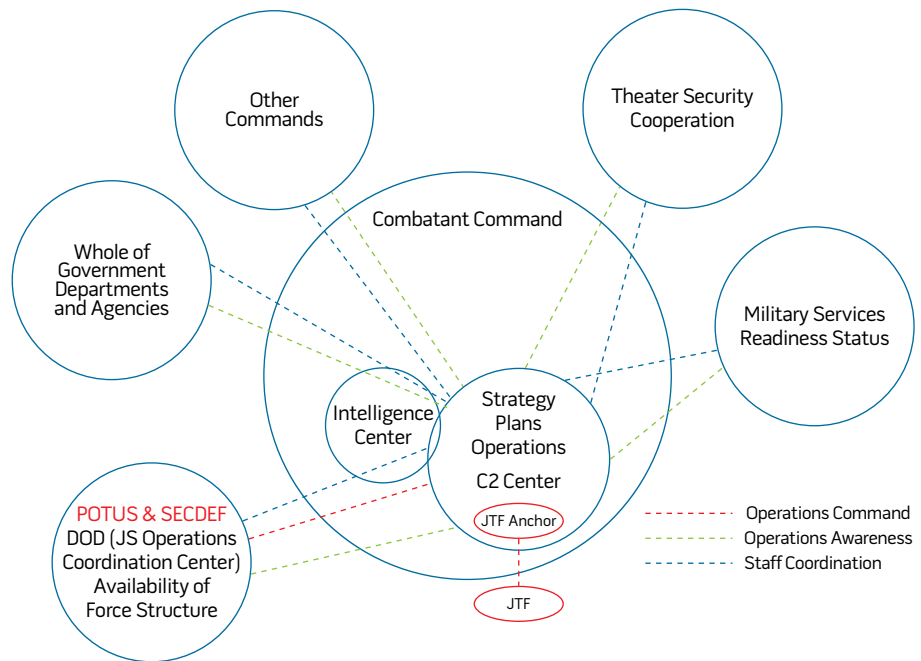 Other
Commands
Theater Security
Cooperation
Combatant Command
Whole of
Government
Departments
and Agencies
Military Services
Readiness Status
Intelligence
Center
Strategy
Plans
Operations
C2 Center
JTF Anchor
JTF
POTUS & SECDEF
DOD (JS Operations
Coordination Center)
Availability of
Force Structure
Operations Command
Operations Awareness
Staff Coordination